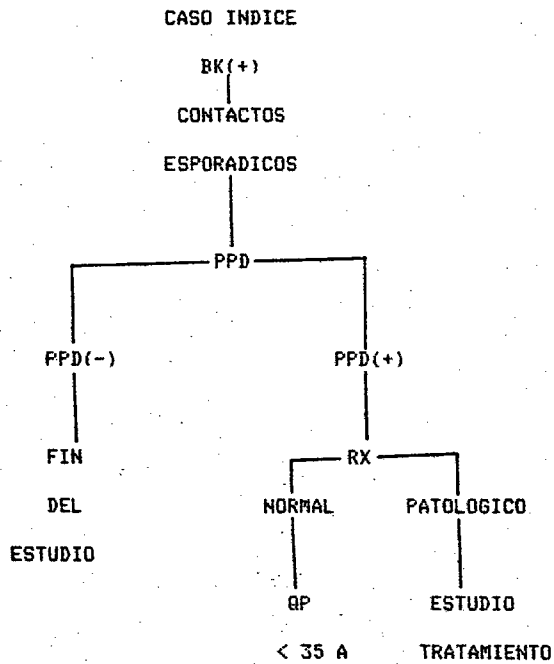 CASO INDICE
BK(+)
CONTACTOS
ESPORADICOS
PPD
PPD(-)
PPD(+)
FIN
DEL
ESTUDIO
RX
NORMAL
PATOLOGICO
QP
ESTUDIO
< 35 A
TRATAMIENTO